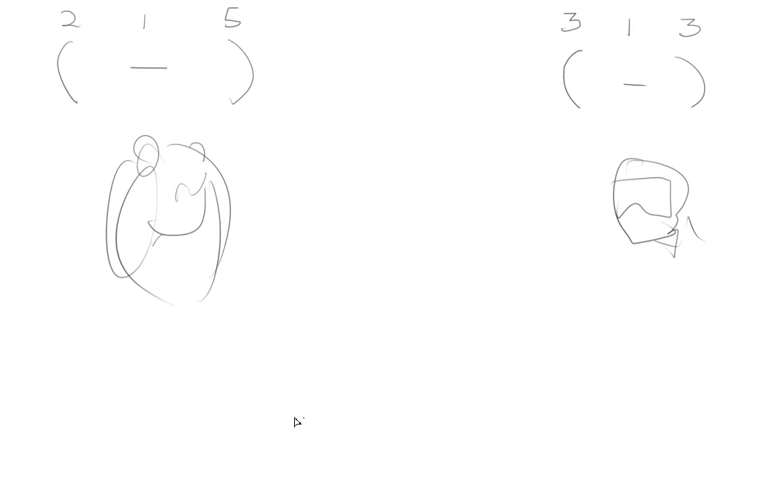 2 1 5 3 1 3
( — ) ( — )